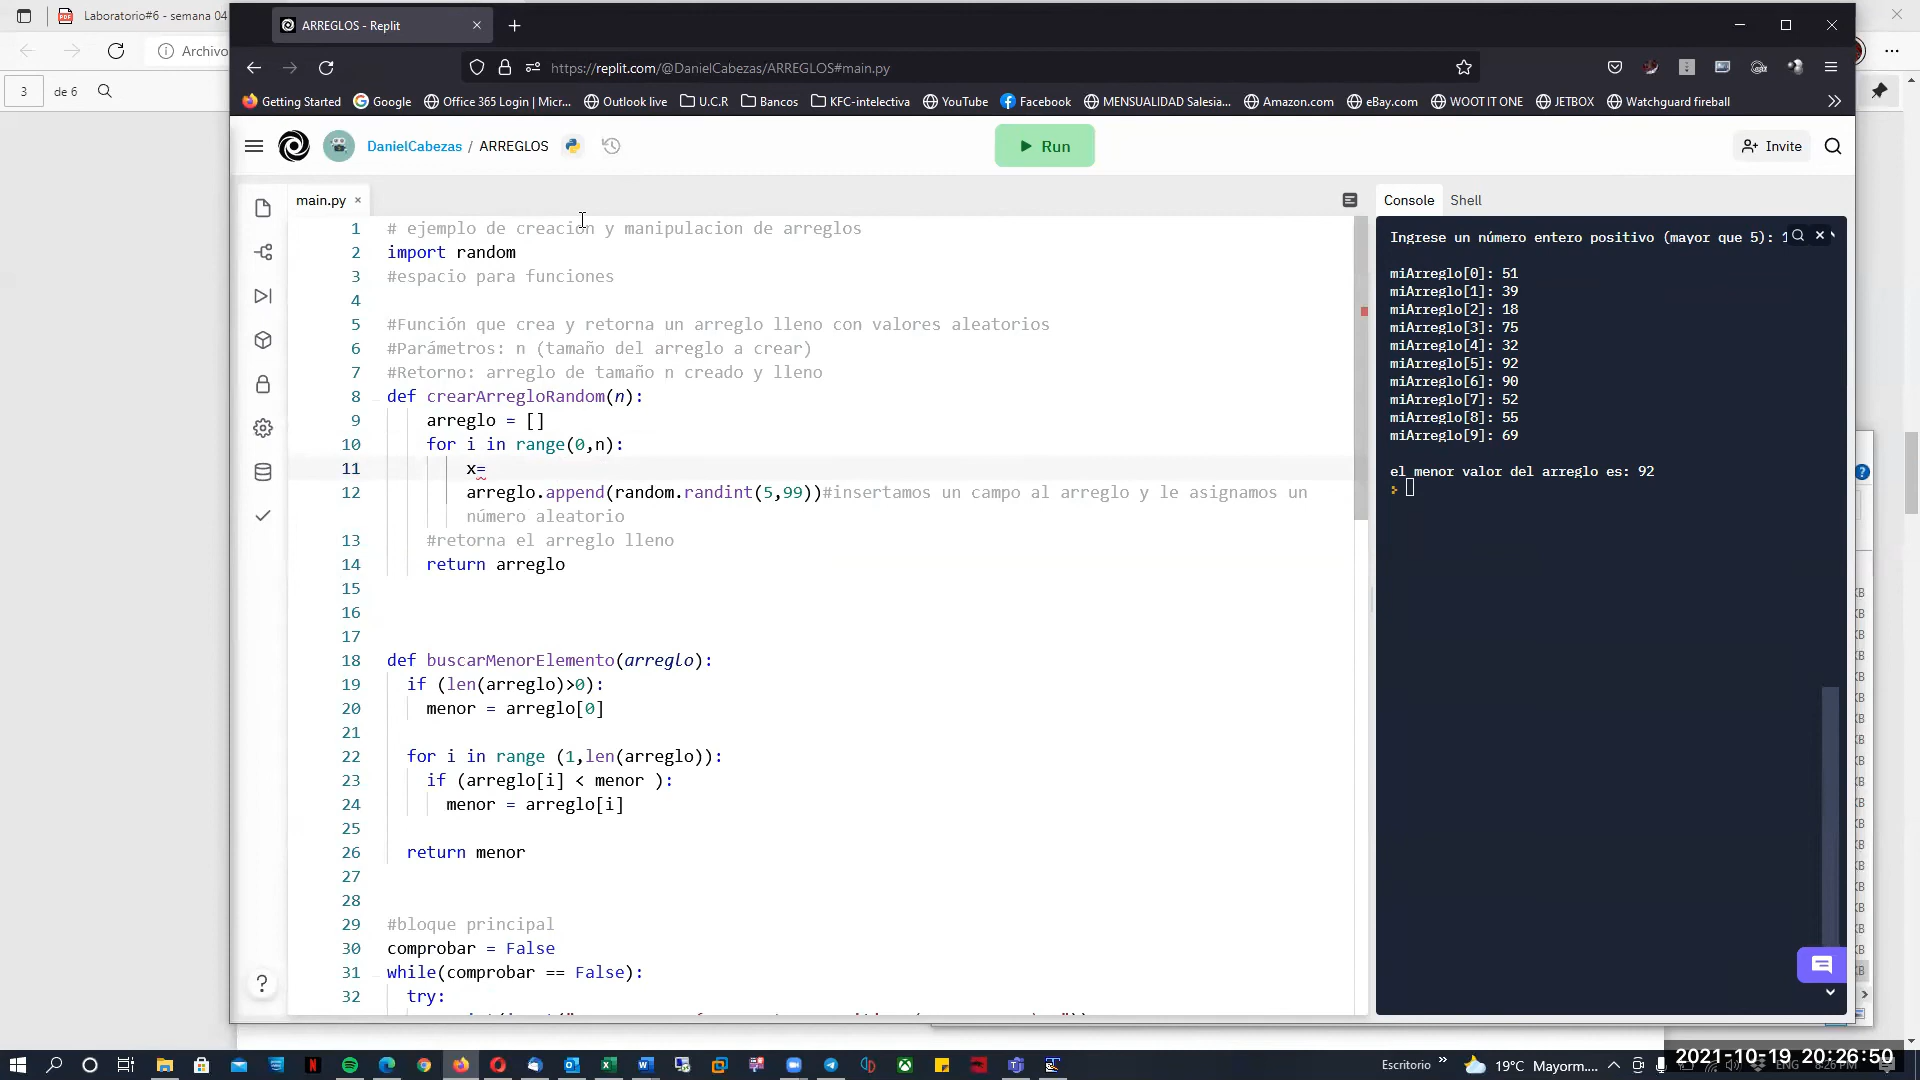 Laboratorio#6 - semana 04
ARREGLOS - Replit
Archivo
https://replit.com/@DanielCabezas/ARREGLOS#main.py
3
de 6
Getting Started
Google
Office 365 Login | Micr...
Outlook live
U.C.R
Bancos
KFC-intelectiva
YouTube
Facebook
MENSUALIDAD Salesia...
Amazon.com
eBay.com
WOOT IT ONE
JETBOX
Watchguard fireball
DanielCabezas / ARREGLOS
Run
Invite
main.py
1 # ejemplo de creacion y manipulacion de arreglos
2 import random
3 #espacio para funciones
4
5 #Función que crea y retorna un arreglo lleno con valores aleatorios
6 #Parámetros: n (tamaño del arreglo a crear)
7 #Retorno: arreglo de tamaño n creado y lleno
8 def crearArregloRandom(n):
9 arreglo = []
10 for i in range(0,n):
11 x=
12 arreglo.append(random.randint(5,99))#insertamos un campo al arreglo y le asignamos un
número aleatorio
13 #retorna el arreglo lleno
14 return arreglo
15
16
17
18 def buscarMenorElemento(arreglo):
19 if (len(arreglo)>0):
20 menor = arreglo[0]
21
22 for i in range (1,len(arreglo)):
23 if (arreglo[i] < menor ):
24 menor = arreglo[i]
25
26 return menor
27
28
29 #bloque principal
30 comprobar = False
31 while(comprobar == False):
32 try:
Console
Shell
Ingrese un número entero positivo (mayor que 5): 1
miArreglo[0]: 51
miArreglo[1]: 39
miArreglo[2]: 18
miArreglo[3]: 75
miArreglo[4]: 32
miArreglo[5]: 92
miArreglo[6]: 90
miArreglo[7]: 52
miArreglo[8]: 55
miArreglo[9]: 69
el menor valor del arreglo es: 92
Escritorio
19°C Mayorm....
2021-10-19 20:26:50